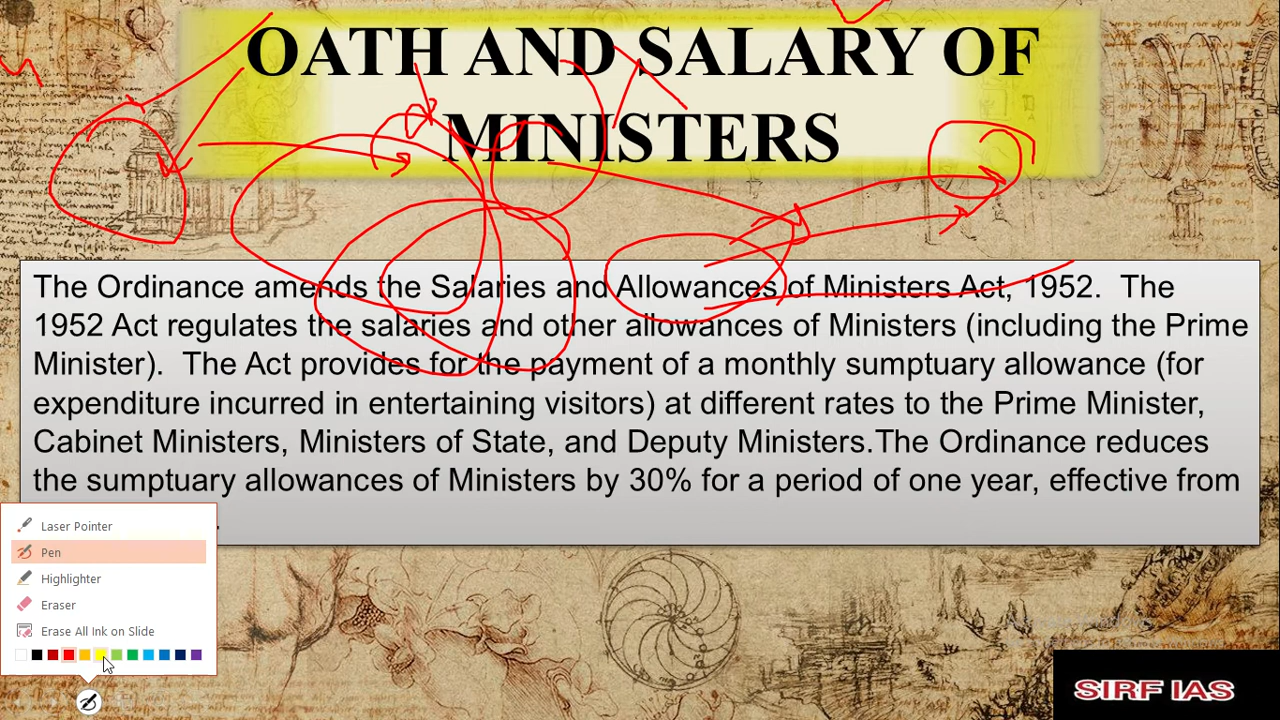 OATH AND SALARY OF
MINISTERS
The Ordinance amends the Salaries and Allowances of Ministers Act, 1952.  The
1952 Act regulates the salaries and other allowances of Ministers (including the Prime
Minister).  The Act provides for the payment of a monthly sumptuary allowance (for
expenditure incurred in entertaining visitors) at different rates to the Prime Minister,
Cabinet Ministers, Ministers of State, and Deputy Ministers.The Ordinance reduces
the sumptuary allowances of Ministers by 30% for a period of one year, effective from
Laser Pointer
Pen
Highlighter
Eraser
Erase All Ink on Slide
SIRF IAS